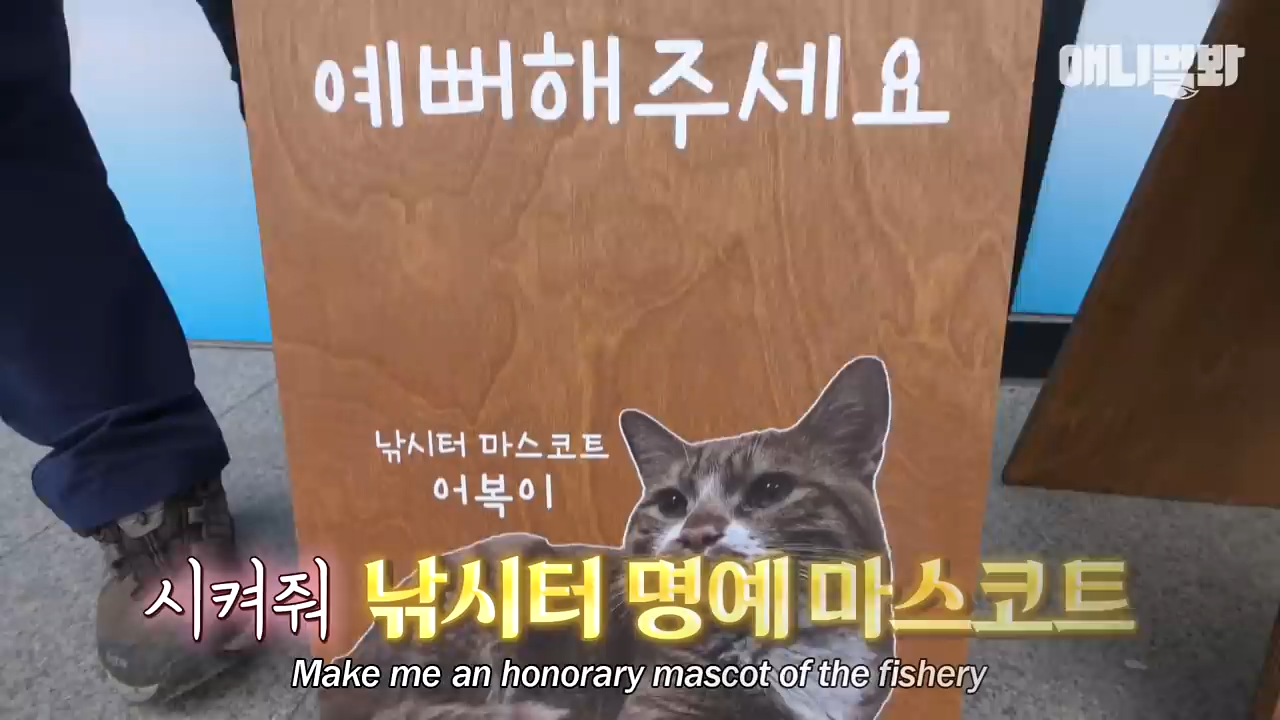 예뻐해주세요
애니멀봐
낚시터 마스코트
어복이
시켜줘 낚시터 명예 마스코트
Make me an honorary mascot of the fishery